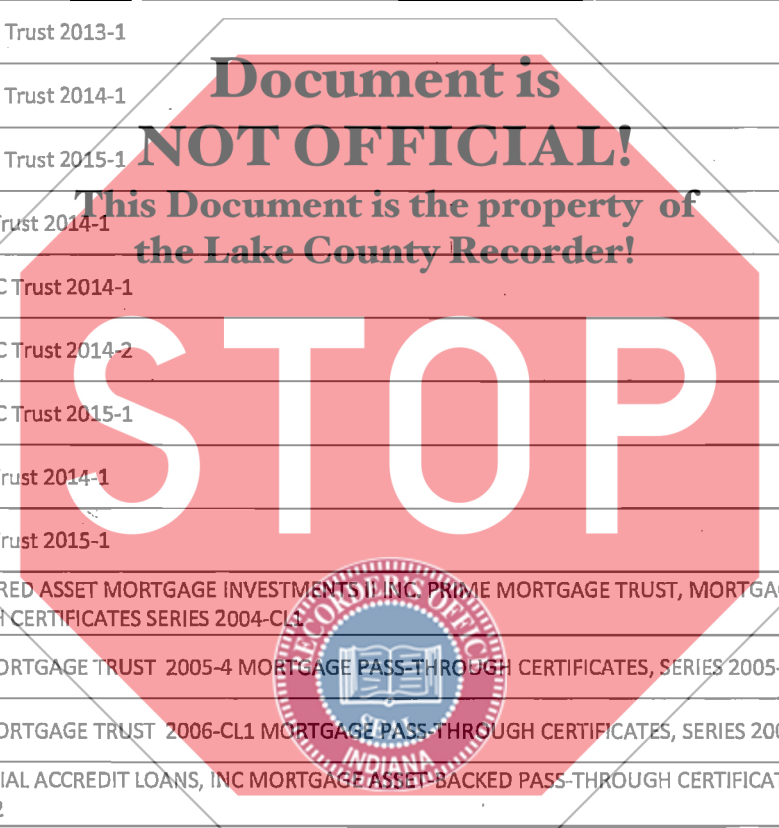 Trust 2013-1
Document is
Trust 2014-1
NOT OFFICIAL!
Trust 2015-1
This Document is the property of
rust 2014-1
the Lake County Recorder!
C Trust 2014-1
STOP
C Trust 2014-2
C Trust 2015-1
rust 2014-1
rust 2015-1
RED ASSET MORTGAGE INVESTMENTS II INC. PRIME MORTGAGE TRUST, MORTGA
H CERTIFICATES SERIES 2004-CL1
RECORDER'S OFFICE
ORTGAGE TRUST 2005-4 MORTGAGE PASS-THROUGH CERTIFICATES, SERIES 2005-
SEAL
ORTGAGE TRUST 2006-CL1 MORTGAGE PASS-THROUGH CERTIFICATES, SERIES 200
INDIANA
IAL ACCREDIT LOANS, INC MORTGAGE ASSET-BACKED PASS-THROUGH CERTIFICAT
2